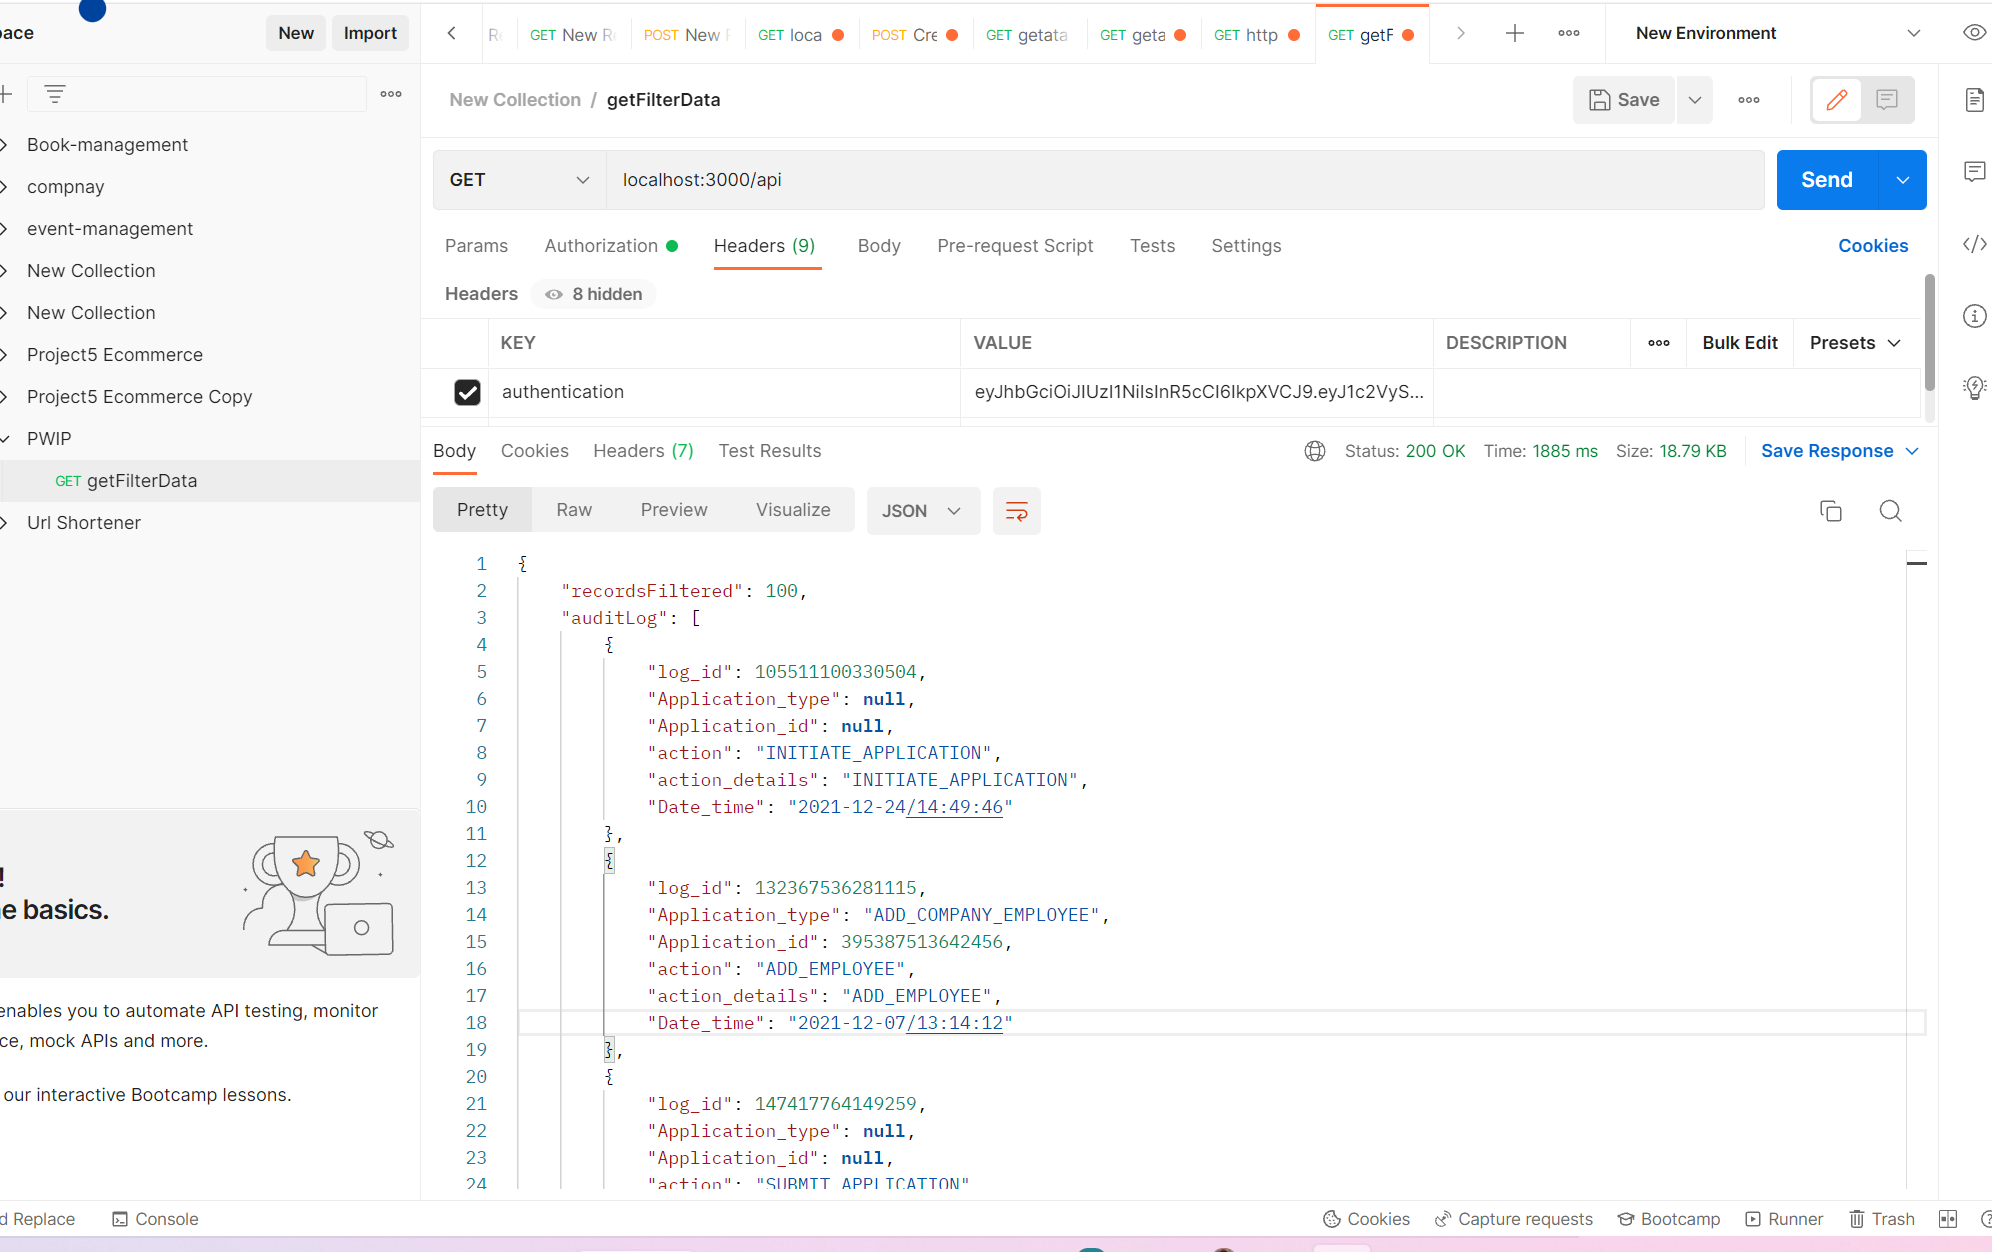 pace
New Import
GET New Re
POST New R
GET loca
POST Cre
GET getata
GET geta
GET http
GET getF
New Environment
New Collection / getFilterData
Save
Book-management
compnay
event-management
New Collection
New Collection
Project5 Ecommerce
Project5 Ecommerce Copy
PWIP
GET getFilterData
Url Shortener
!
e basics.
enables you to automate API testing, monitor
ce, mock APIs and more.
our interactive Bootcamp lessons.
GET localhost:3000/api Send
Params Authorization Headers (9) Body Pre-request Script Tests Settings Cookies
Headers 8 hidden
KEY VALUE DESCRIPTION Bulk Edit Presets
authentication eyJhbGciOiJIUzI1NiIsInR5cCI6IkpXVCJ9.eyJ1c2VyS...
Body Cookies Headers (7) Test Results Status: 200 OK Time: 1885 ms Size: 18.79 KB Save Response
Pretty Raw Preview Visualize JSON
1 {
2 "recordsFiltered": 100,
3 "auditLog": [
4 {
5 "log_id": 105511100330504,
6 "Application_type": null,
7 "Application_id": null,
8 "action": "INITIATE_APPLICATION",
9 "action_details": "INITIATE_APPLICATION",
10 "Date_time": "2021-12-24/14:49:46"
11 },
12 {
13 "log_id": 132367536281115,
14 "Application_type": "ADD_COMPANY_EMPLOYEE",
15 "Application_id": 395387513642456,
16 "action": "ADD_EMPLOYEE",
17 "action_details": "ADD_EMPLOYEE",
18 "Date_time": "2021-12-07/13:14:12"
19 },
20 {
21 "log_id": 147417764149259,
22 "Application_type": null,
23 "Application_id": null,
24 "action": "SUBMIT_APPLICATION"
d Replace Console Cookies Capture requests Bootcamp Runner Trash